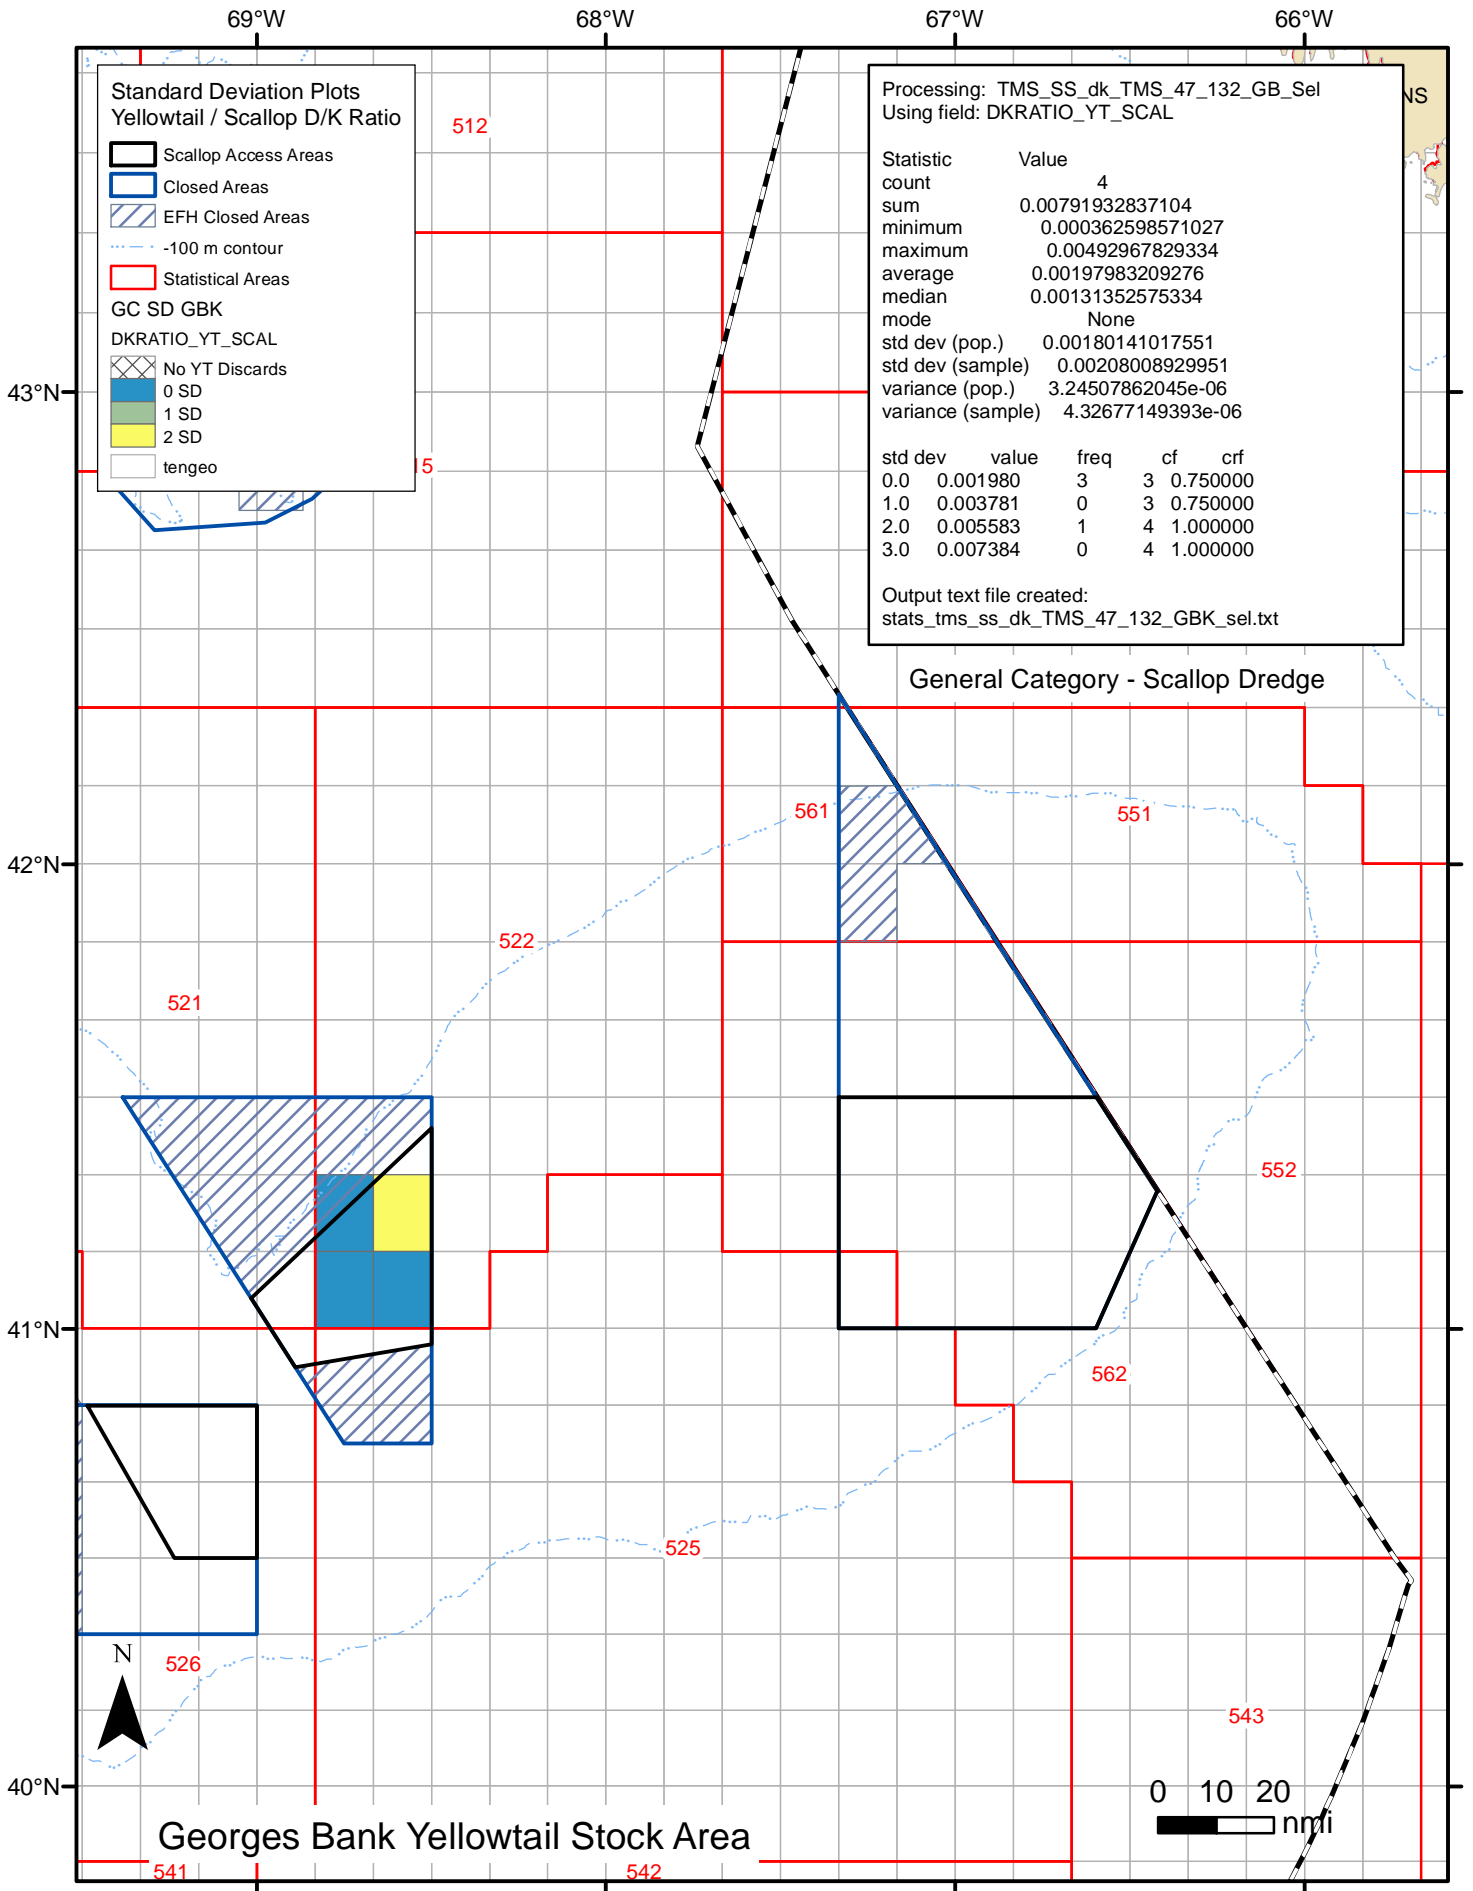 69°W 68°W 67°W 66°W
Standard Deviation Plots
Yellowtail / Scallop D/K Ratio
Scallop Access Areas
Closed Areas
EFH Closed Areas
-100 m contour
Statistical Areas
GC SD GBK
DKRATIO_YT_SCAL
No YT Discards
0 SD
1 SD
2 SD
tengeo
Processing: TMS_SS_dk_TMS_47_132_GB_Sel
Using field: DKRATIO_YT_SCAL
Statistic Value
count 4
sum 0.00791932837104
minimum 0.000362598571027
maximum 0.00492967829334
average 0.00197983209276
median 0.00131352575334
mode None
std dev (pop.) 0.00180141017551
std dev (sample) 0.00208008929951
variance (pop.) 3.24507862045e-06
variance (sample) 4.32677149393e-06
std dev value freq cf crf
0.0 0.001980 3 3 0.750000
1.0 0.003781 0 3 0.750000
2.0 0.005583 1 4 1.000000
3.0 0.007384 0 4 1.000000
Output text file created:
stats_tms_ss_dk_TMS_47_132_GBK_sel.txt
NS
512
43°N
15
General Category - Scallop Dredge
561
551
42°N
522
521
552
41°N
562
525
N
526
543
40°N
0 10 20
nmi
Georges Bank Yellowtail Stock Area
541
542